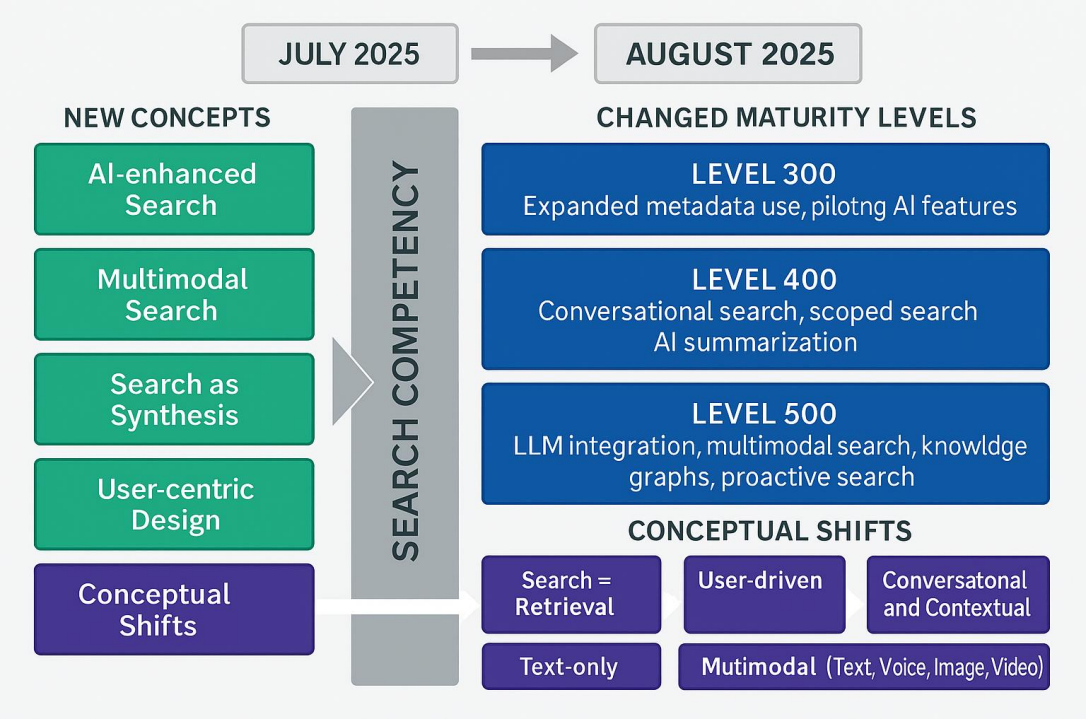 JULY 2025
AUGUST 2025
NEW CONCEPTS
AI-enhanced
Search
Multimodal
Search
Search as
Synthesis
User-centric
Design
Conceptual
Shifts
SEARCH COMPETENCY
CHANGED MATURITY LEVELS
LEVEL 300
Expanded metadata use, pilotng AI features
LEVEL 400
Conversational search, scoped search
AI summarization
LEVEL 500
LLM integration, multimodal search, knowldge
graphs, proactive search
CONCEPTUAL SHIFTS
Search =
Retrieval
User-driven
Conversatonal
and Contextual
Text-only
Mutimodal (Text, Voice, Image, Video)